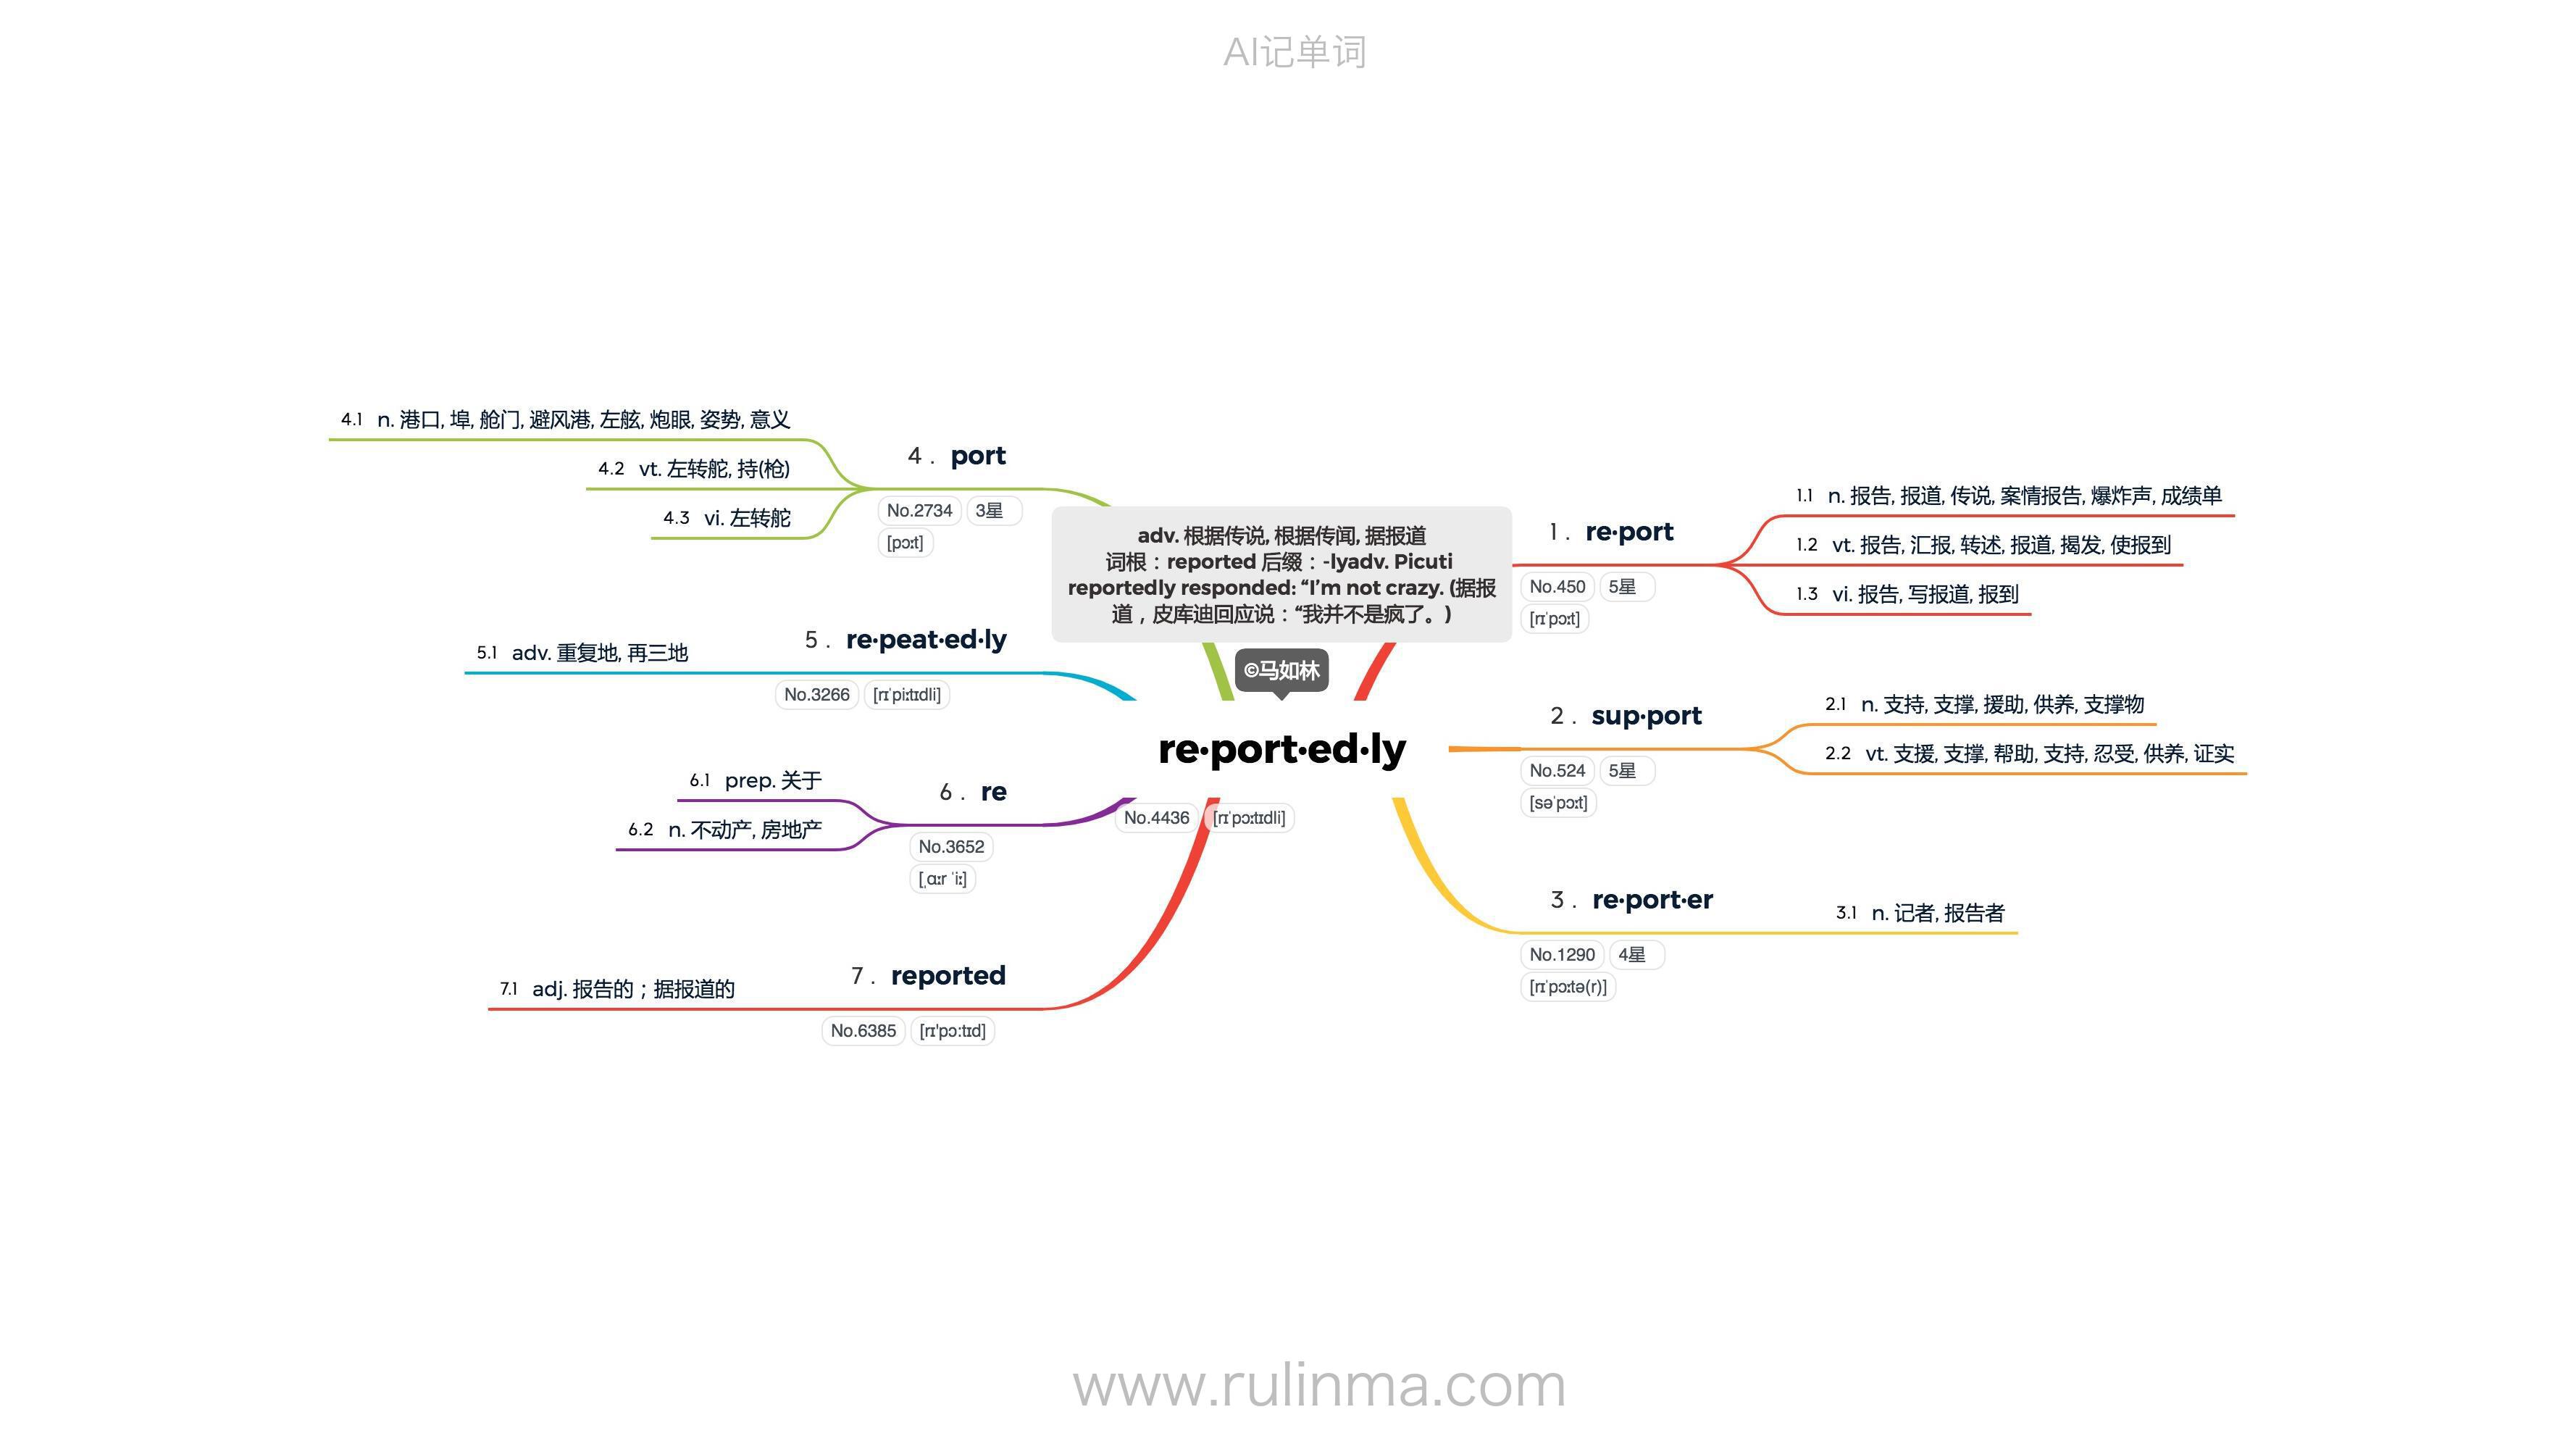 AI记单词
adv. 根据传说, 根据传闻, 据报道
词根：reported 后缀：-lyadv. Picuti
reportedly responded: “I’m not crazy. (据报
道，皮库迪回应说：“我并不是疯了。)
©马如林
re·port·ed·ly
No.4436 [rɪˈpɔːtɪdli]
1 . re·port
No.450 5星
[rɪˈpɔːt]
1.1 n. 报告, 报道, 传说, 案情报告, 爆炸声, 成绩单
1.2 vt. 报告, 汇报, 转述, 报道, 揭发, 使报到
1.3 vi. 报告, 写报道, 报到
2 . sup·port
No.524 5星
[səˈpɔːt]
2.1 n. 支持, 支撑, 援助, 供养, 支撑物
2.2 vt. 支援, 支撑, 帮助, 支持, 忍受, 供养, 证实
3 . re·port·er
No.1290 4星
[rɪˈpɔːtə(r)]
3.1 n. 记者, 报告者
4 . port
No.2734 3星
[pɔːt]
4.1 n. 港口, 埠, 舱门, 避风港, 左舷, 炮眼, 姿势, 意义
4.2 vt. 左转舵, 持(枪)
4.3 vi. 左转舵
5 . re·peat·ed·ly
No.3266 [rɪˈpiːtɪdli]
5.1 adv. 重复地, 再三地
6 . re
No.3652
[ˌɑːr ˈiː]
6.1 prep. 关于
6.2 n. 不动产, 房地产
7 . reported
No.6385 [rɪ'pɔ:tɪd]
7.1 adj. 报告的；据报道的
www.rulinma.com